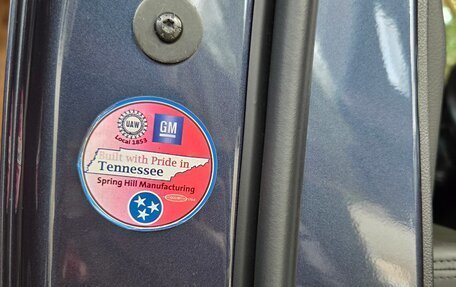 UAW
GM
Local 1853
Built with Pride in
Tennessee
Spring Hill Manufacturing